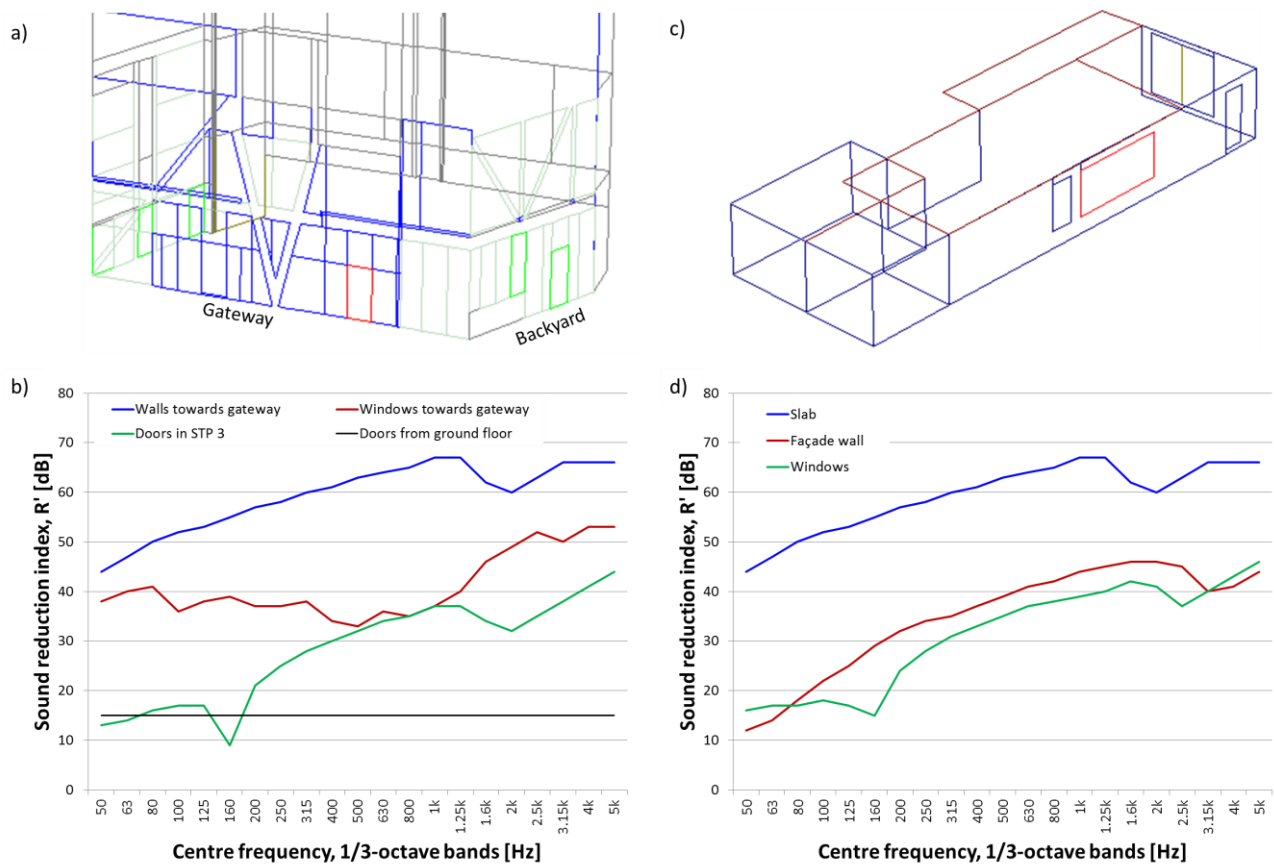 a)
Gateway
Backyard
c)
b)
80
70
60
50
40
30
20
10
0
Sound reduction index, R' [dB]
Walls towards gateway
Windows towards gateway
Doors in STP 3
Doors from ground floor
50 63 80 100 125 160 200 250 315 400 500 630 800 1k 1.25k 1.6k 2k 2.5k 3.15k 4k 5k
Centre frequency, 1/3-octave bands [Hz]
d)
80
70
60
50
40
30
20
10
0
Sound reduction index, R' [dB]
Slab
Façade wall
Windows
50 63 80 100 125 160 200 250 315 400 500 630 800 1k 1.25k 1.6k 2k 2.5k 3.15k 4k 5k
Centre frequency, 1/3-octave bands [Hz]